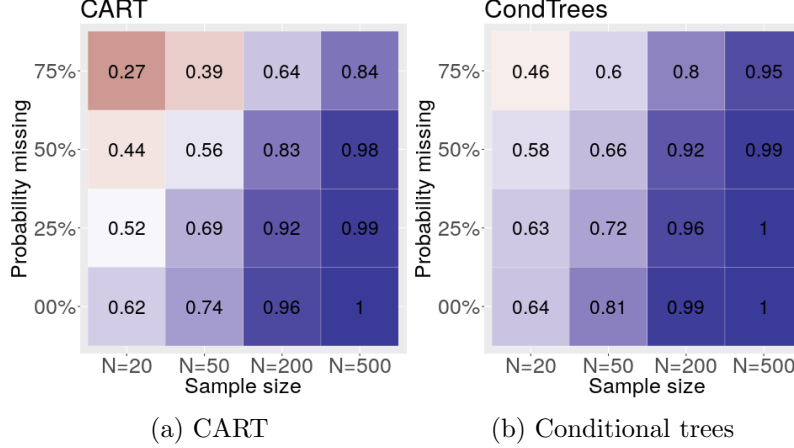 CART
Probability missing
75%
0.27 0.39 0.64 0.84
50%
0.44 0.56 0.83 0.98
25%
0.52 0.69 0.92 0.99
00%
0.62 0.74 0.96 1
N=20 N=50 N=200 N=500
Sample size
(a) CART
CondTrees
Probability missing
75%
0.46 0.6 0.8 0.95
50%
0.58 0.66 0.92 0.99
25%
0.63 0.72 0.96 1
00%
0.64 0.81 0.99 1
N=20 N=50 N=200 N=500
Sample size
(b) Conditional trees